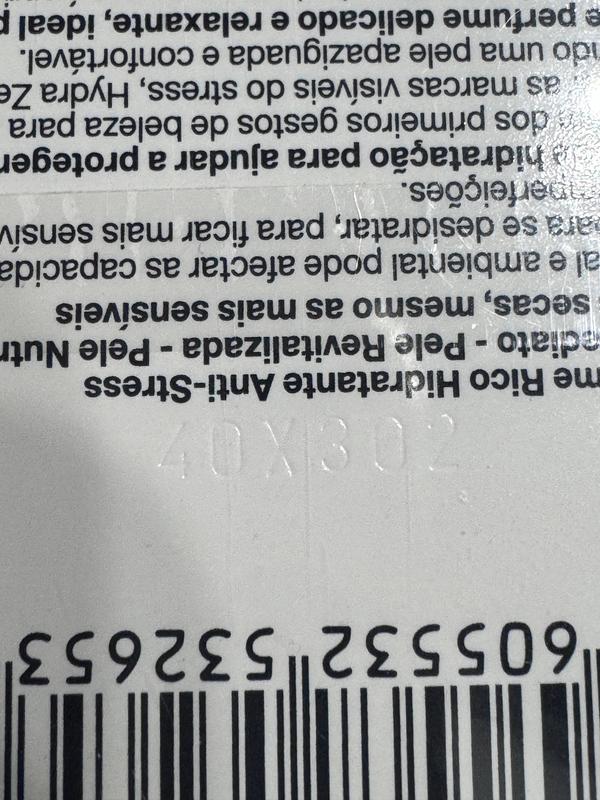 605532 532653
40X302
me Rico Hidratante Anti-Stress
ediato - Pele Revitalizada - Pele Nutri
secas, mesmo as mais sensíveis
al e ambiental pode afectar as capacida
para se desidratar, para ficar mais sensív
mperfeições.
hidratação para ajudar a proteger
dos primeiros gestos de beleza para
as marcas visíveis do stress, Hydra Ze
ndo uma pele apaziguada e confortável.
e perfume delicado e relaxante, ideal p